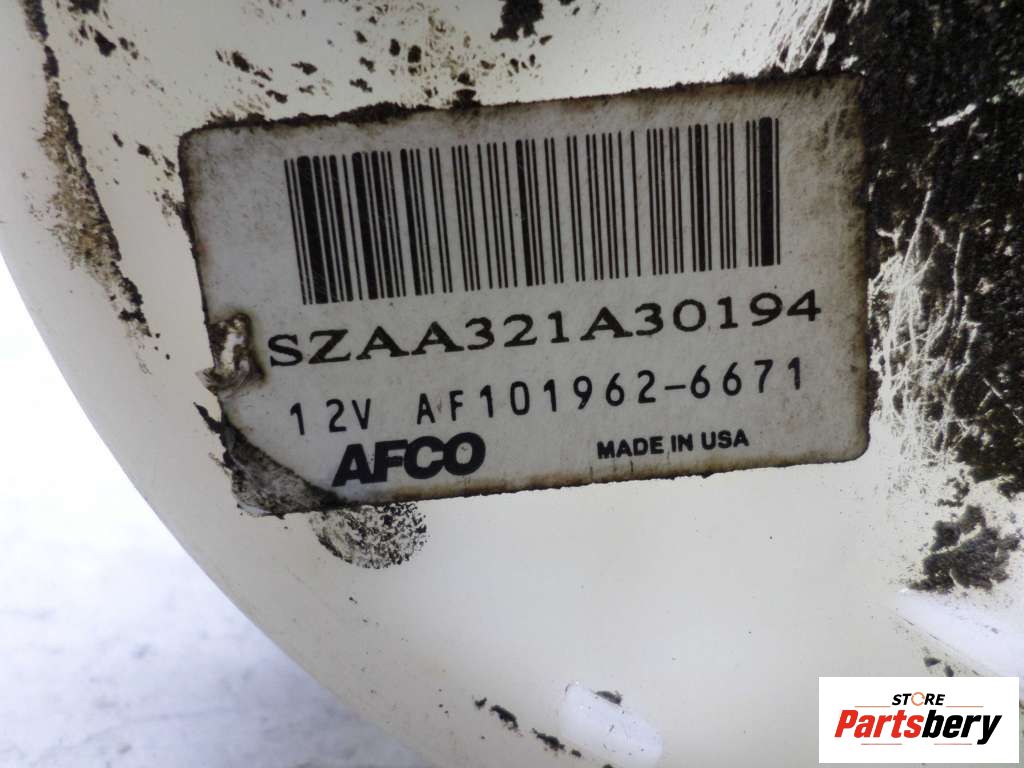 SZAA321A30194
12V AF101962-6671
AFCO MADE IN USA
STORE
Partsbery